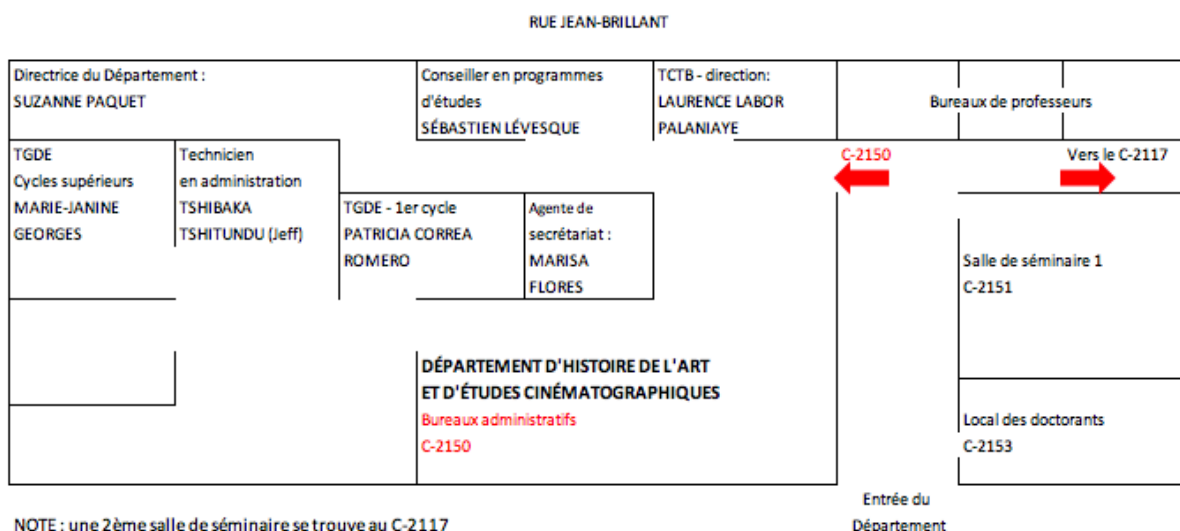 RUE JEAN-BRILLANT
Directrice du Département :
SUZANNE PAQUET
Conseiller en programmes
d'études
SÉBASTIEN LÉVESQUE
TCTB - direction:
LAURENCE LABOR
PALANIAYE
Bureaux de professeurs
TGDE
Cycles supérieurs
MARIE-JANINE
GEORGES
Technicien
en administration
TSHIBAKA
TSHITUNDU (Jeff)
C-2150
Vers le C-2117
TGDE - 1er cycle
PATRICIA CORREA
ROMERO
Agente de
secrétariat :
MARISA
FLORES
Salle de séminaire 1
C-2151
DÉPARTEMENT D'HISTOIRE DE L'ART
ET D'ÉTUDES CINÉMATOGRAPHIQUES
Bureaux administratifs
C-2150
Local des doctorants
C-2153
Entrée du
Département
NOTE : une 2ème salle de séminaire se trouve au C-2117